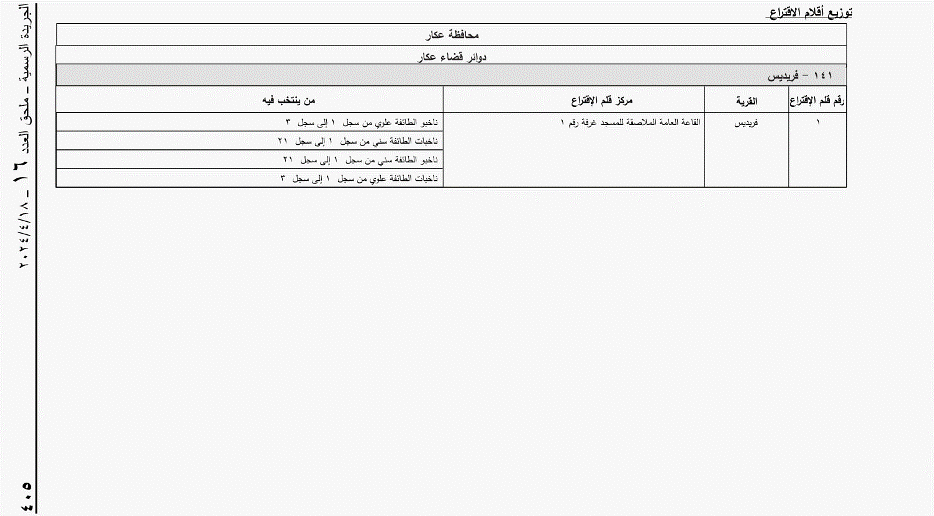 توزيع أقلام الاقتراع
محافظة عكار
دوائر قضاء عكار
١٤١ - فريديس
رقم قلم الإقتراع القرية مركز قلم الإقتراع من ينتخب فيه
١ فريديس القاعة العامة الملاصقة للمسجد غرفة رقم ١ ناخبو الطائفة علوي من سجل ١ إلى سجل ٣
ناخبات الطائفة سني من سجل ١ إلى سجل ٢١
ناخبو الطائفة سني من سجل ١ إلى سجل ٢١
ناخبات الطائفة علوي من سجل ١ إلى سجل ٣
الجريدة الرسمية - ملحق العدد ١٦ - ٢٠٢٤/٤/١٨
٤٠٥